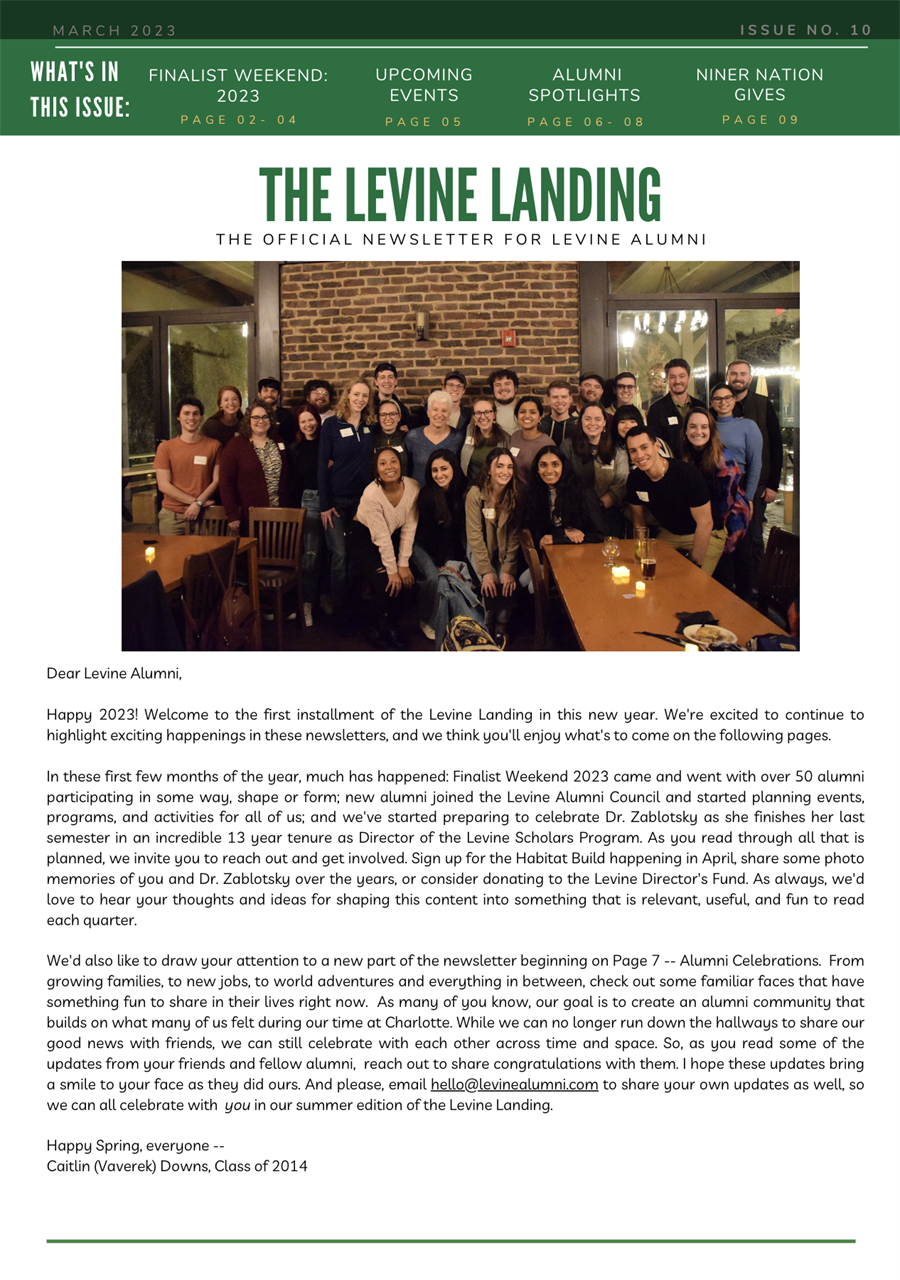 MARCH 2023
ISSUE NO. 10
WHAT'S IN
THIS ISSUE:
FINALIST WEEKEND:
2023
PAGE 02- 04
UPCOMING
EVENTS
PAGE 05
ALUMNI
SPOTLIGHTS
PAGE 06- 08
NINER NATION
GIVES
PAGE 09
THE LEVINE LANDING
THE OFFICIAL NEWSLETTER FOR LEVINE ALUMNI
Dear Levine Alumni,
Happy 2023! Welcome to the first installment of the Levine Landing in this new year. We're excited to continue to
highlight exciting happenings in these newsletters, and we think you'll enjoy what's to come on the following pages.
In these first few months of the year, much has happened: Finalist Weekend 2023 came and went with over 50 alumni
participating in some way, shape or form; new alumni joined the Levine Alumni Council and started planning events,
programs, and activities for all of us; and we've started preparing to celebrate Dr. Zablotsky as she finishes her last
semester in an incredible 13 year tenure as Director of the Levine Scholars Program. As you read through all that is
planned, we invite you to reach out and get involved. Sign up for the Habitat Build happening in April, share some photo
memories of you and Dr. Zablotsky over the years, or consider donating to the Levine Director's Fund. As always, we'd
love to hear your thoughts and ideas for shaping this content into something that is relevant, useful, and fun to read
each quarter.
We'd also like to draw your attention to a new part of the newsletter beginning on Page 7 -- Alumni Celebrations. From
growing families, to new jobs, to world adventures and everything in between, check out some familiar faces that have
something fun to share in their lives right now. As many of you know, our goal is to create an alumni community that
builds on what many of us felt during our time at Charlotte. While we can no longer run down the hallways to share our
good news with friends, we can still celebrate with each other across time and space. So, as you read some of the
updates from your friends and fellow alumni, reach out to share congratulations with them. I hope these updates bring
a smile to your face as they did ours. And please, email hello@levinealumni.com to share your own updates as well, so
we can all celebrate with you in our summer edition of the Levine Landing.
Happy Spring, everyone --
Caitlin (Vaverek) Downs, Class of 2014